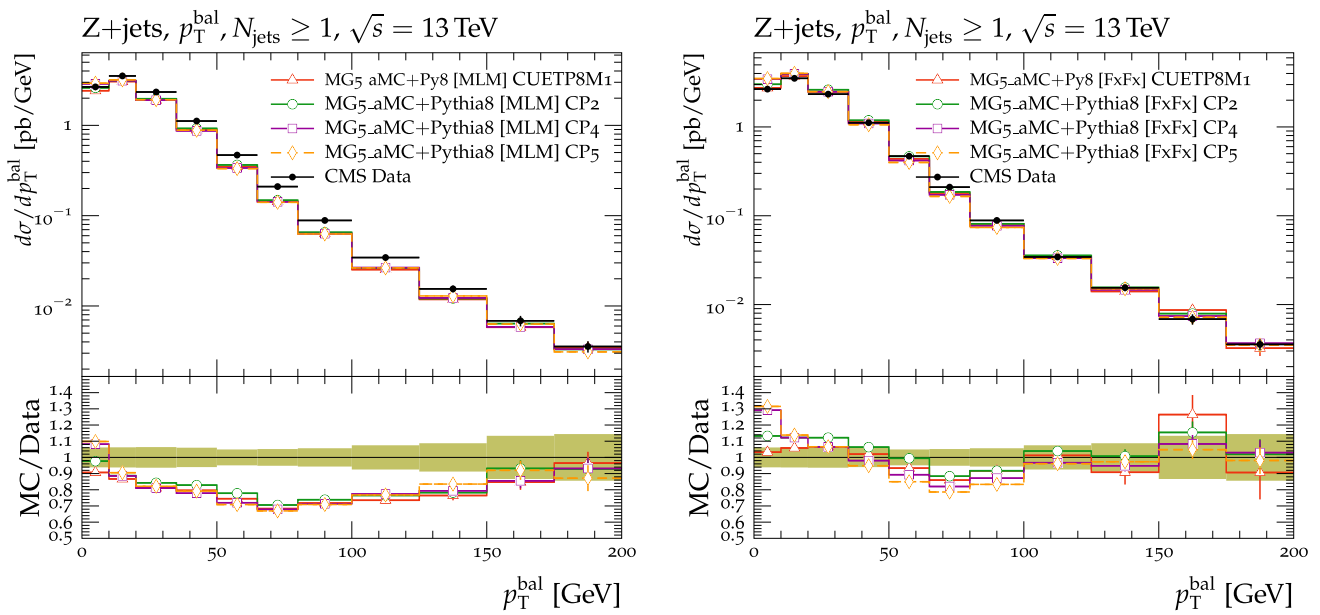 Z+jets, p_T^bal, N_jets ≥ 1, √s = 13 TeV
dσ/dp_T^bal [pb/GeV]
1
10^−1
10^−2
MG5 aMC+Py8 [MLM] CUETP8M1
MG5_aMC+Pythia8 [MLM] CP2
MG5_aMC+Pythia8 [MLM] CP4
MG5_aMC+Pythia8 [MLM] CP5
CMS Data
MC/Data
1.4
1.3
1.2
1.1
1
0.9
0.8
0.7
0.6
0.5
0 50 100 150 200
p_T^bal [GeV]
Z+jets, p_T^bal, N_jets ≥ 1, √s = 13 TeV
dσ/dp_T^bal [pb/GeV]
1
10^−1
10^−2
MG5_aMC+Py8 [FxFx] CUETP8M1
MG5_aMC+Pythia8 [FxFx] CP2
MG5_aMC+Pythia8 [FxFx] CP4
MG5_aMC+Pythia8 [FxFx] CP5
CMS Data
MC/Data
1.4
1.3
1.2
1.1
1
0.9
0.8
0.7
0.6
0.5
0 50 100 150 200
p_T^bal [GeV]